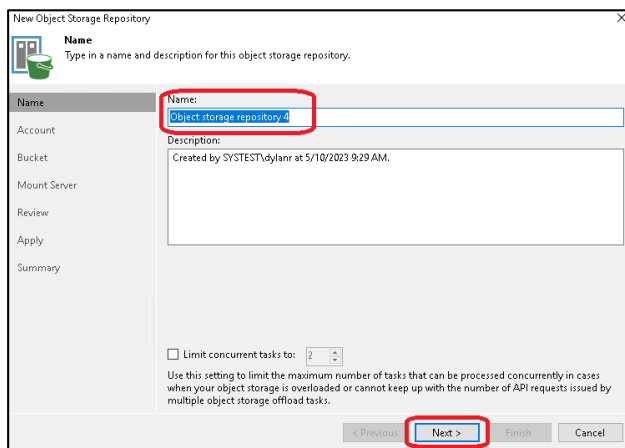 New Object Storage Repository
Name
Type in a name and description for this object storage repository.
Name
Account
Bucket
Mount Server
Review
Apply
Summary
Name:
Object storage repository 4
Description:
Created by SYSTEST\dylanr at 5/10/2023 9:29 AM.
Limit concurrent tasks to: 2
Use this setting to limit the maximum number of tasks that can be processed concurrently in cases
when your object storage is overloaded or cannot keep up with the number of API requests issued by
multiple object storage offload tasks.
< Previous Next > Finish Cancel